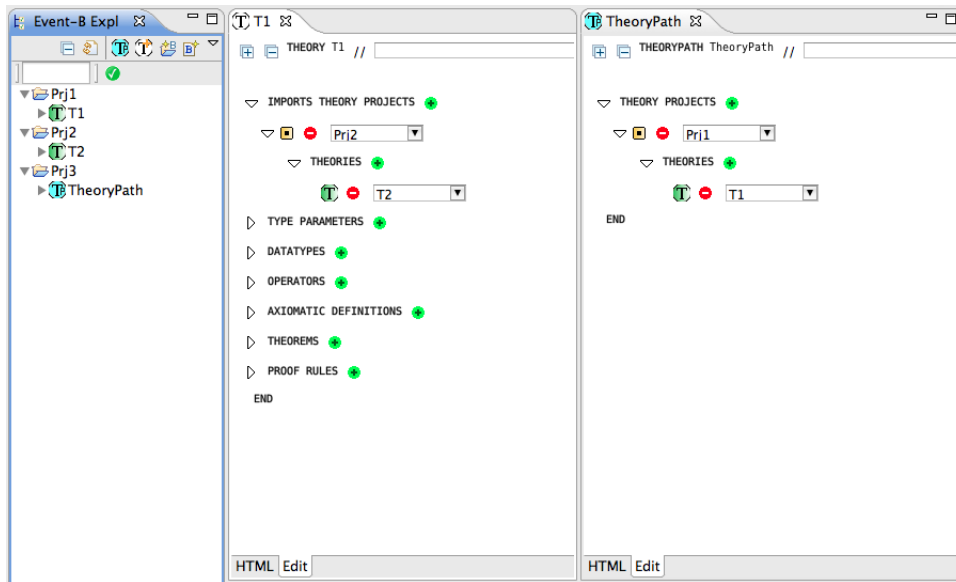 Event-B Expl
Prj1
T1
Prj2
T2
Prj3
TheoryPath
T1
THEORY T1 //
IMPORTS THEORY PROJECTS
Prj2
THEORIES
T2
TYPE PARAMETERS
DATATYPES
OPERATORS
AXIOMATIC DEFINITIONS
THEOREMS
PROOF RULES
END
HTML Edit
TheoryPath
THEORYPATH TheoryPath //
THEORY PROJECTS
Prj1
THEORIES
T1
END
HTML Edit